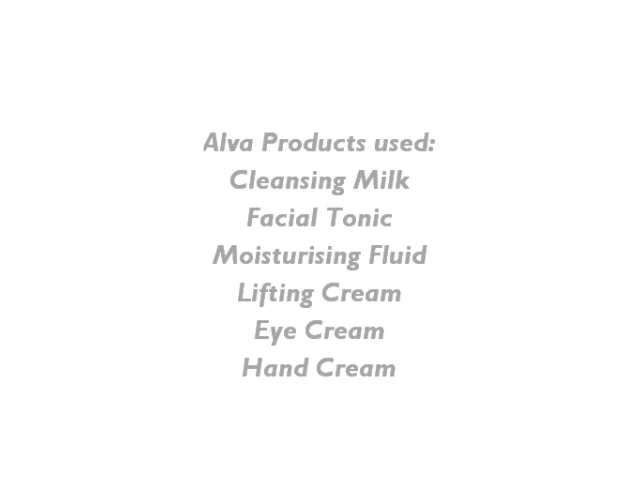 Alva Products used:
Cleansing Milk
Facial Tonic
Moisturising Fluid
Lifting Cream
Eye Cream
Hand Cream